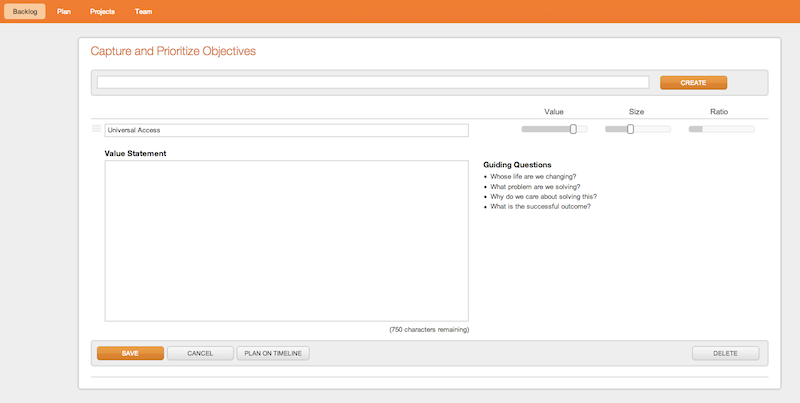 Backlog Plan Projects Team
Capture and Prioritize Objectives
CREATE
Value Size Ratio
Universal Access
Value Statement
Guiding Questions
• Whose life are we changing?
• What problem are we solving?
• Why do we care about solving this?
• What is the successful outcome?
(750 characters remaining)
SAVE CANCEL PLAN ON TIMELINE DELETE